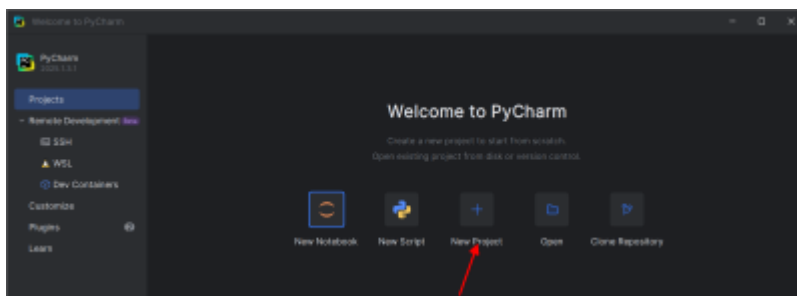 Welcome to PyCharm
PyCharm
Projects
Remote Development Beta
SSH
WSL
Dev Containers
Customize
Plugins
Learn
Welcome to PyCharm
Create a new project to start from scratch.
Open existing project from disk or version control.
New Notebook
New Script
New Project
Open
Clone Repository